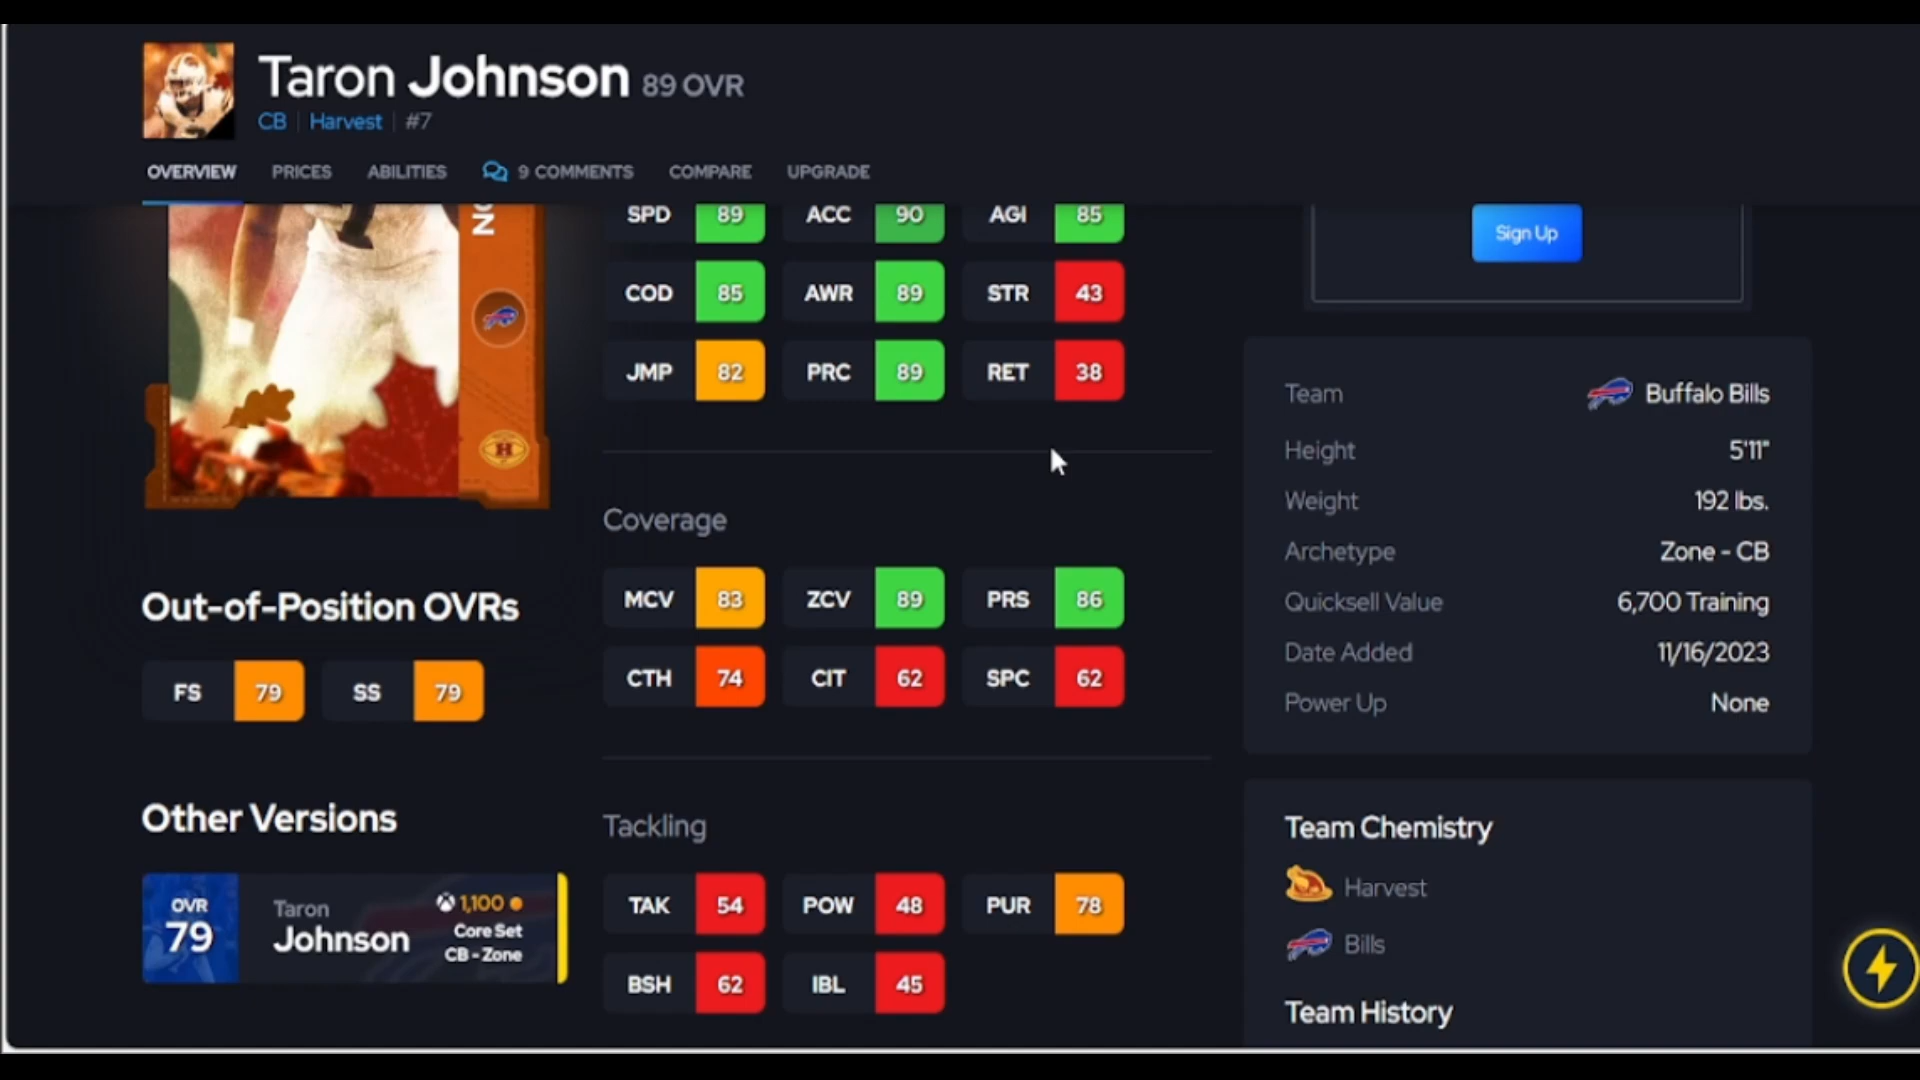 Taron Johnson 89 OVR
CB Harvest #7
OVERVIEW PRICES ABILITIES 9 COMMENTS COMPARE UPGRADE
NO
SPD 89 ACC 90 AGI 85
COD 85 AWR 89 STR 43
JMP 82 PRC 89 RET 38
Coverage
MCV 83 ZCV 89 PRS 86
CTH 74 CIT 62 SPC 62
Tackling
TAK 54 POW 48 PUR 78
BSH 62 IBL 45
H
Out-of-Position OVRs
FS 79 SS 79
Other Versions
OVR
79
Taron
Johnson
1,100
Core Set
CB - Zone
Sign Up
Team Buffalo Bills
Height 5'11"
Weight 192 lbs.
Archetype Zone - CB
Quicksell Value 6,700 Training
Date Added 11/16/2023
Power Up None
Team Chemistry
Harvest
Bills
Team History